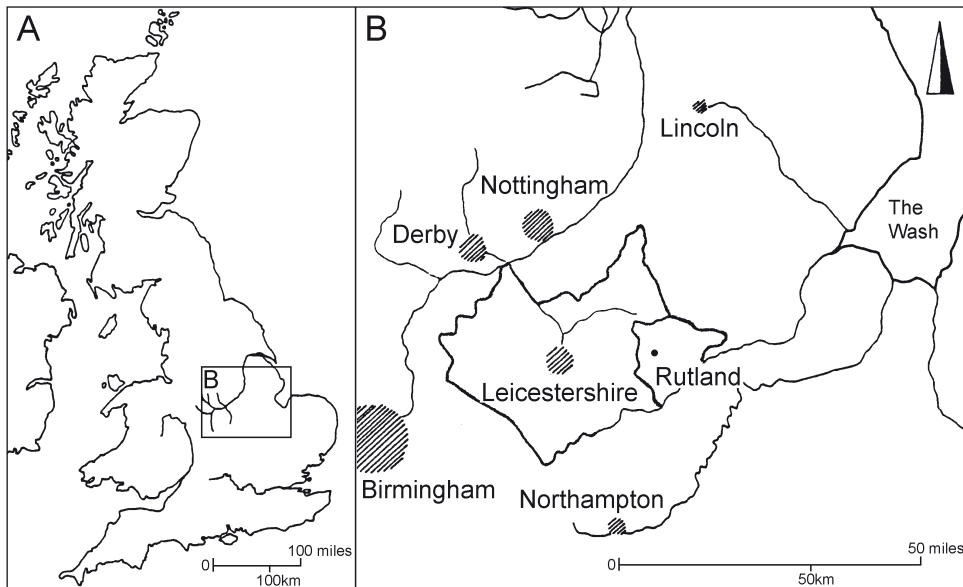 A
B
0
100 miles
100km
B
Lincoln
Nottingham
The
Wash
Derby
Rutland
Leicestershire
Birmingham
Northampton
0
50 miles
50km